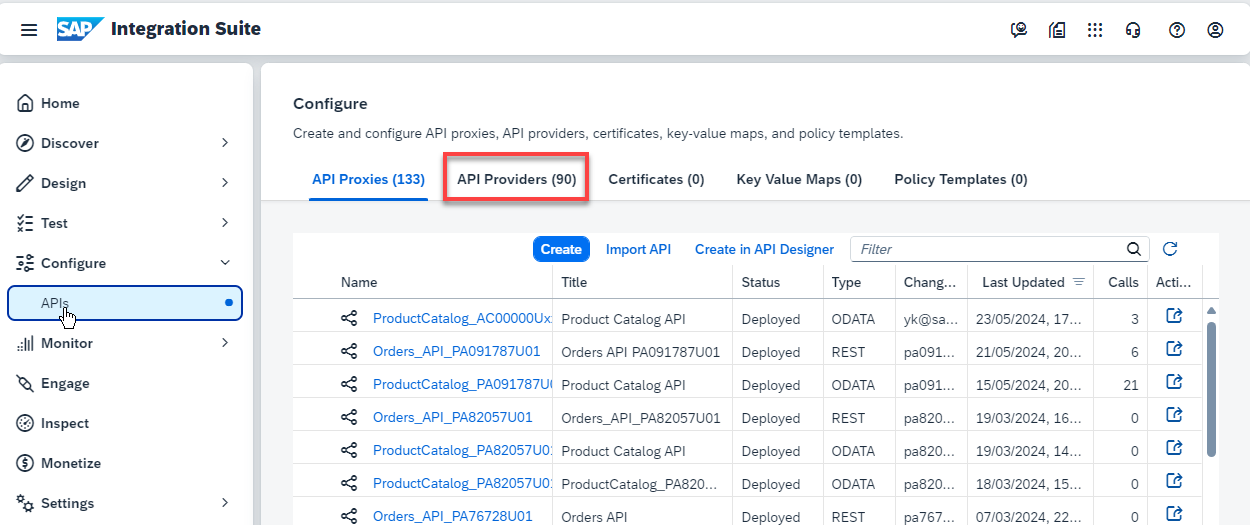 SAP Integration Suite
Home
Discover
Design
Test
Configure
APIs
Monitor
Engage
Inspect
Monetize
Settings
Configure
Create and configure API proxies, API providers, certificates, key-value maps, and policy templates.
API Proxies (133) API Providers (90) Certificates (0) Key Value Maps (0) Policy Templates (0)
Create Import API Create in API Designer Filter
Name Title Status Type Chang... Last Updated Calls Acti...
ProductCatalog_AC00000Ux Product Catalog API Deployed ODATA yk@sa... 23/05/2024, 17... 3
Orders_API_PA091787U01 Orders API PA091787U01 Deployed REST pa091... 21/05/2024, 20... 6
ProductCatalog_PA091787U0 Product Catalog API Deployed ODATA pa091... 15/05/2024, 20... 21
Orders_API_PA82057U01 Orders_API_PA82057U01 Deployed REST pa820... 19/03/2024, 16... 0
ProductCatalog_PA82057U01 Product Catalog API Deployed ODATA pa820... 19/03/2024, 14... 0
ProductCatalog_PA82057U01 ProductCatalog_PA820... Deployed ODATA pa820... 18/03/2024, 15... 0
Orders_API_PA76728U01 Orders API Deployed REST pa767... 07/03/2024, 22... 0